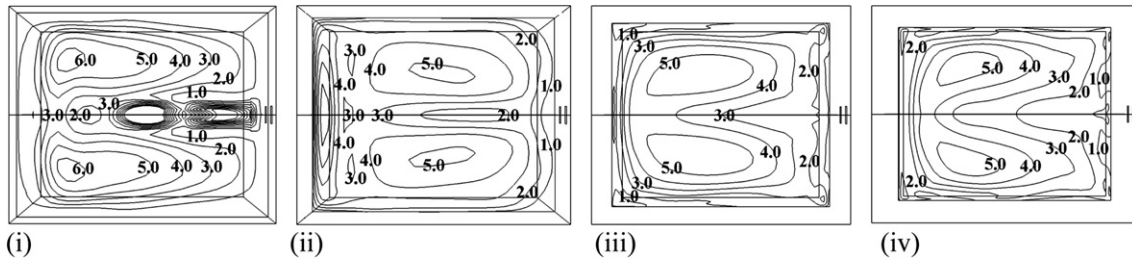 6.0 5.0 4.0 3.0 2.0 1.0 3.0 3.0 2.0 1.0 2.0 6.0 5.0 4.0 3.0
2.0 3.0 4.0 5.0 1.0 4.0 3.0 3.0 2.0 4.0 1.0 4.0 5.0 3.0 2.0
1.0 3.0 5.0 4.0 2.0 3.0 5.0 4.0 2.0 3.0 1.0
2.0 5.0 4.0 3.0 1.0 2.0 2.0 1.0 3.0 5.0 4.0 2.0
(i) (ii) (iii) (iv)